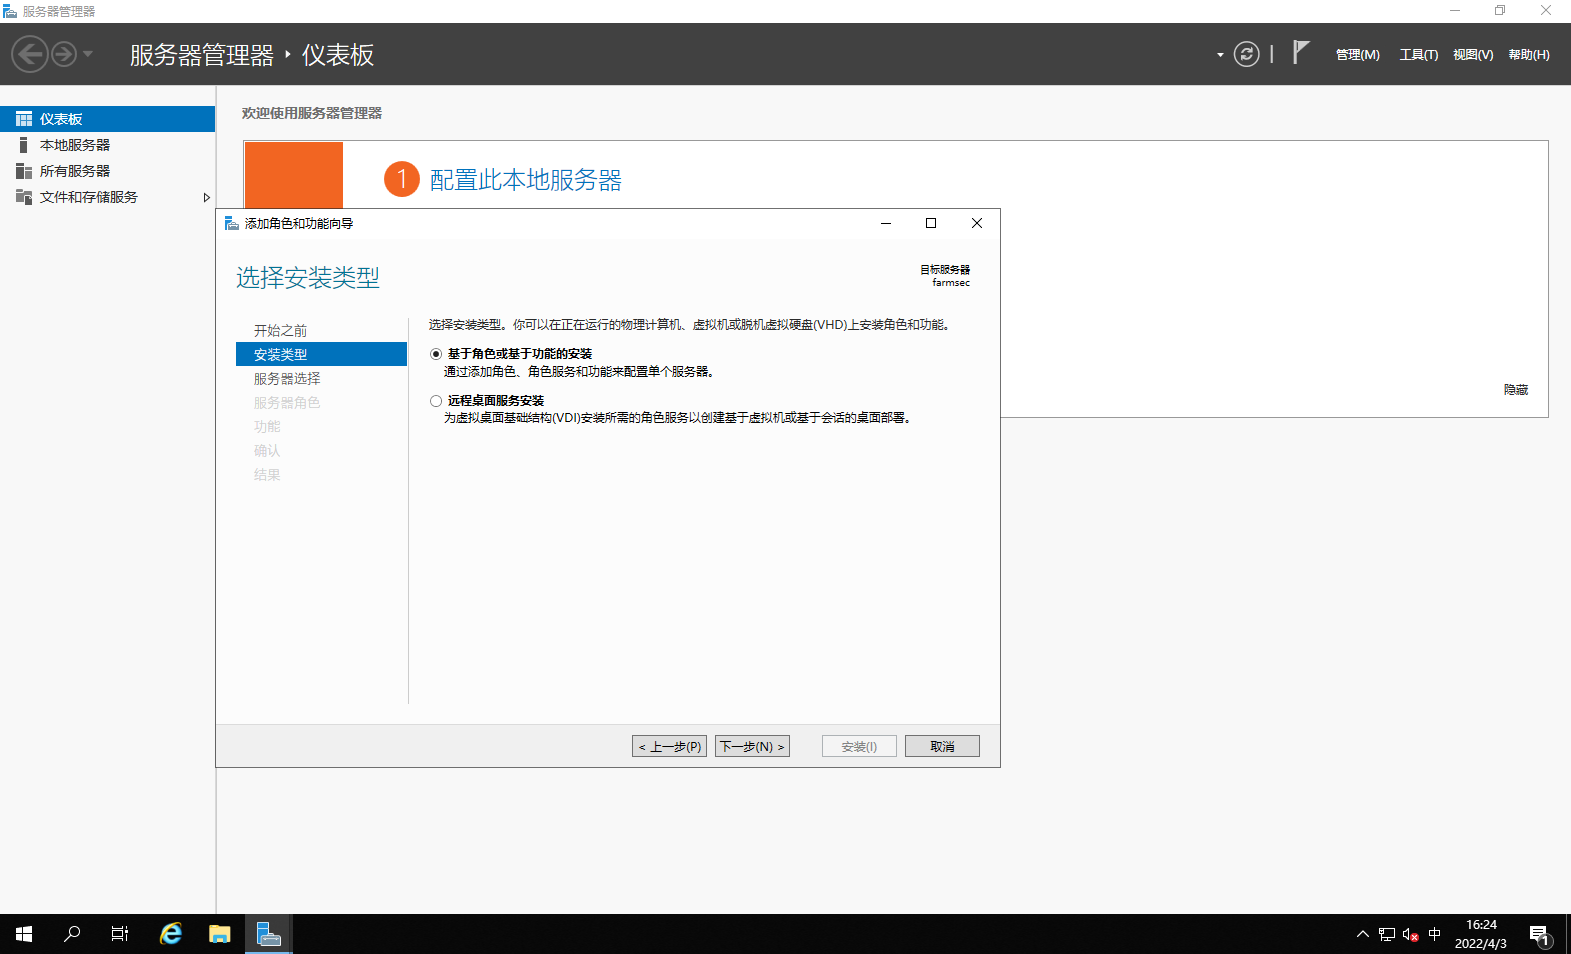 服务器管理器
服务器管理器 ‣ 仪表板
管理(M) 工具(T) 视图(V) 帮助(H)
仪表板
本地服务器
所有服务器
文件和存储服务
欢迎使用服务器管理器
1 配置此本地服务器
隐藏
添加角色和功能向导
选择安装类型
目标服务器
farmsec
开始之前
安装类型
服务器选择
服务器角色
功能
确认
结果
选择安装类型。你可以在正在运行的物理计算机、虚拟机或脱机虚拟硬盘(VHD)上安装角色和功能。
基于角色或基于功能的安装
通过添加角色、角色服务和功能来配置单个服务器。
远程桌面服务安装
为虚拟桌面基础结构(VDI)安装所需的角色服务以创建基于虚拟机或基于会话的桌面部署。
< 上一步(P) 下一步(N) > 安装(I) 取消
中
16:24
2022/4/3
1